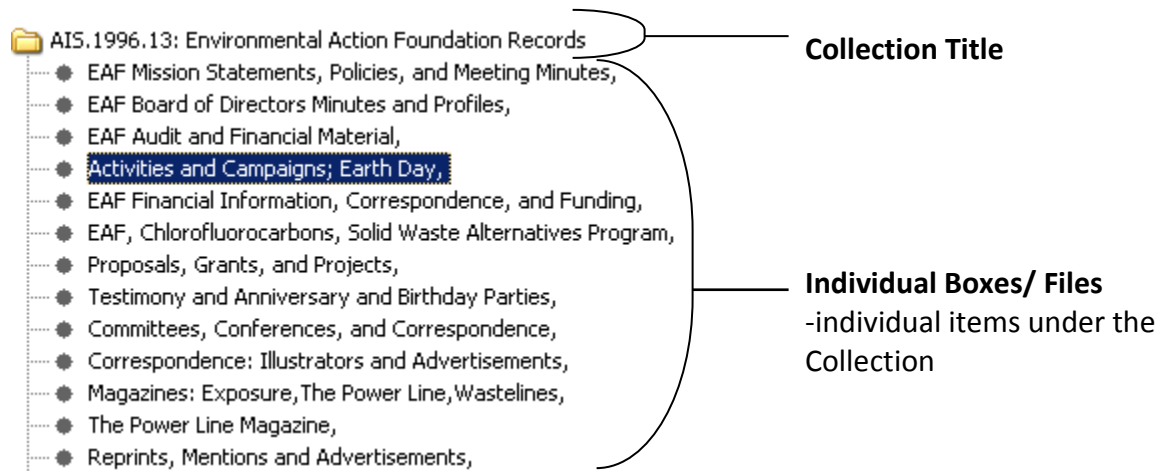 AIS.1996.13: Environmental Action Foundation Records
Collection Title
EAF Mission Statements, Policies, and Meeting Minutes,
EAF Board of Directors Minutes and Profiles,
EAF Audit and Financial Material,
Activities and Campaigns; Earth Day,
EAF Financial Information, Correspondence, and Funding,
EAF, Chlorofluorocarbons, Solid Waste Alternatives Program,
Proposals, Grants, and Projects,
Testimony and Anniversary and Birthday Parties,
Committees, Conferences, and Correspondence,
Correspondence: Illustrators and Advertisements,
Magazines: Exposure,The Power Line,Wastelines,
The Power Line Magazine,
Reprints, Mentions and Advertisements,
Individual Boxes/ Files
-individual items under the
Collection